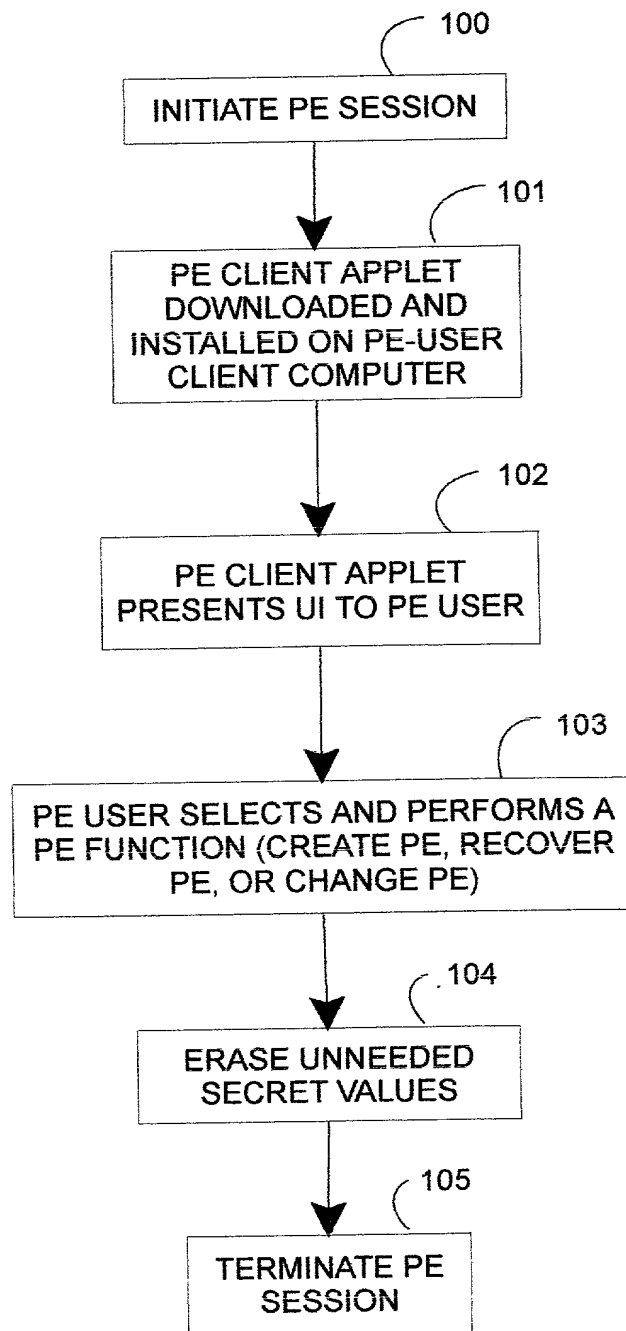 100
INITIATE PE SESSION
101
PE CLIENT APPLET
DOWNLOADED AND
INSTALLED ON PE-USER
CLIENT COMPUTER
102
PE CLIENT APPLET
PRESENTS UI TO PE USER
103
PE USER SELECTS AND PERFORMS A
PE FUNCTION (CREATE PE, RECOVER
PE, OR CHANGE PE)
104
ERASE UNNEEDED
SECRET VALUES
105
TERMINATE PE
SESSION